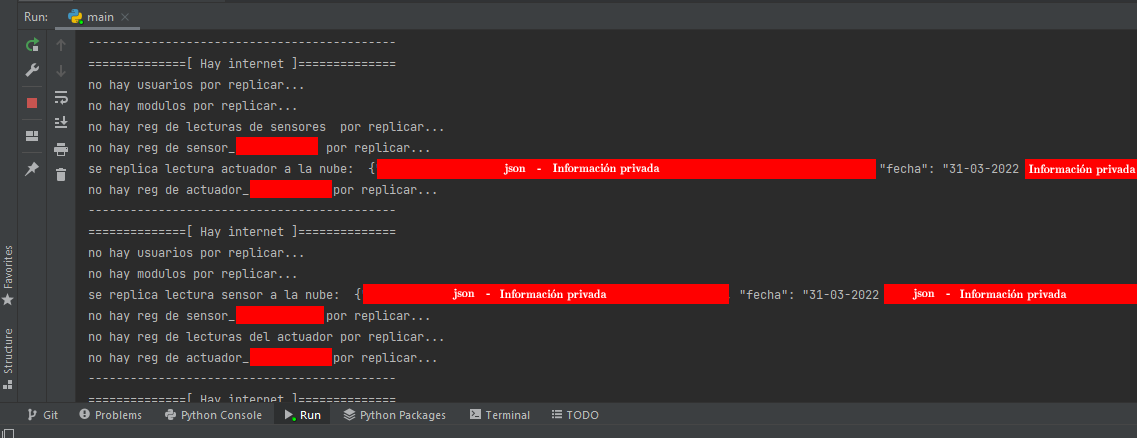 Run: main
--------------------------------------------
==============[ Hay internet ]==============
no hay usuarios por replicar...
no hay modulos por replicar...
no hay reg de lecturas de sensores  por replicar...
no hay reg de sensor_ por replicar...
se replica lectura actuador a la nube:  { json - Información privada "fecha": "31-03-2022 Información privada
no hay reg de actuador_ por replicar...
--------------------------------------------
==============[ Hay internet ]==============
no hay usuarios por replicar...
no hay modulos por replicar...
se replica lectura sensor a la nube:  { json - Información privada "fecha": "31-03-2022 json - Información privada
no hay reg de sensor_ por replicar...
no hay reg de lecturas del actuador por replicar...
no hay reg de actuador_ por replicar...
--------------------------------------------
==============[ Hay internet ]==============
Favorites
Structure
Git Problems Python Console Run Python Packages Terminal TODO